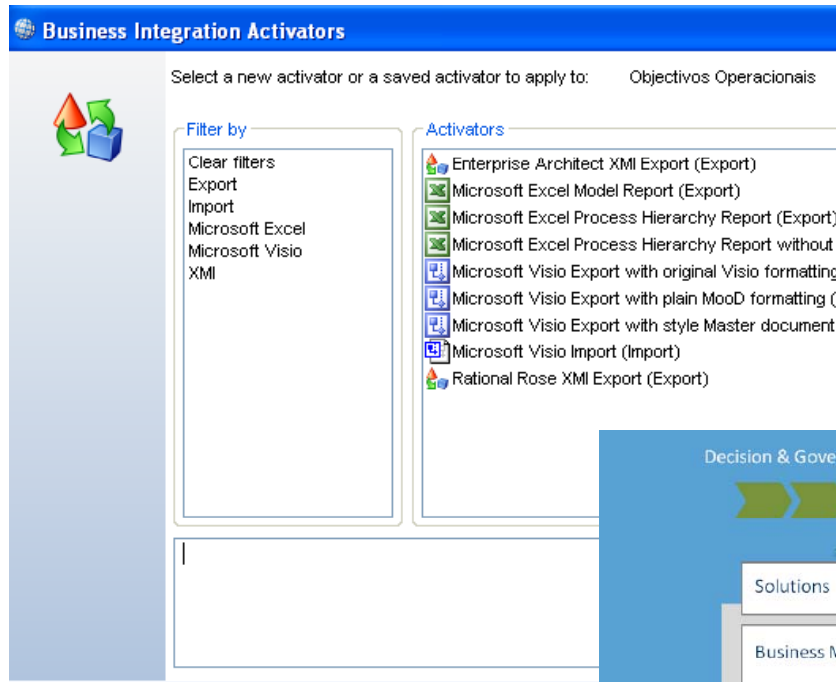 Business Integration Activators
Select a new activator or a saved activator to apply to: Objectivos Operacionais
Filter by
Clear filters
Export
Import
Microsoft Excel
Microsoft Visio
XMI
Activators
Enterprise Architect XMI Export (Export)
Microsoft Excel Model Report (Export)
Microsoft Excel Process Hierarchy Report (Export)
Microsoft Excel Process Hierarchy Report without
Microsoft Visio Export with original Visio formatting
Microsoft Visio Export with plain MooD formatting (
Microsoft Visio Export with style Master document
Microsoft Visio Import (Import)
Rational Rose XMI Export (Export)
Decision &
Solutions
Business